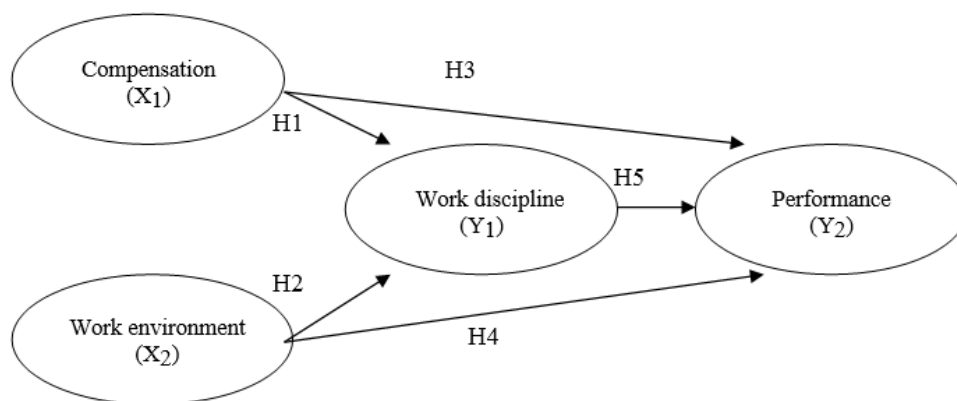 Compensation
(X1)
H3
H1
Work discipline
(Y1)
H5
Performance
(Y2)
H2
Work environment
(X2)
H4